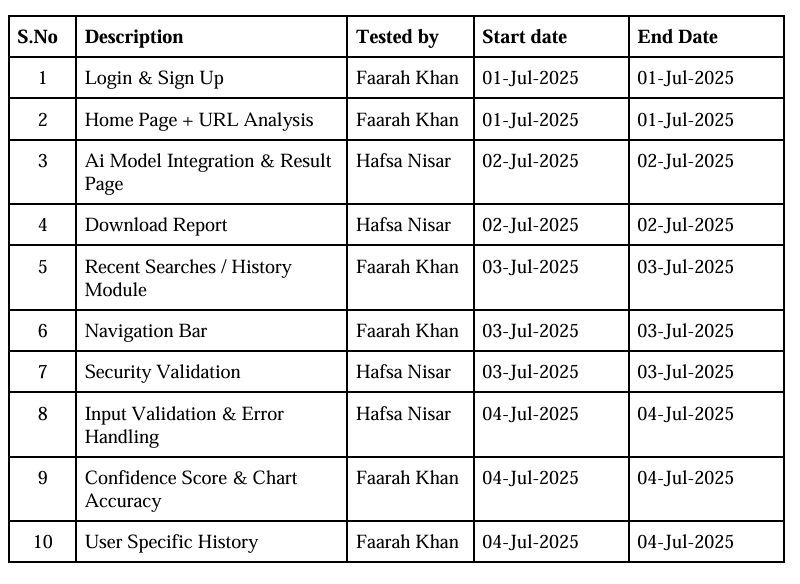 S.No Description Tested by Start date End Date
1 Login & Sign Up Faarah Khan 01-Jul-2025 01-Jul-2025
2 Home Page + URL Analysis Faarah Khan 01-Jul-2025 01-Jul-2025
3 Ai Model Integration & Result Hafsa Nisar 02-Jul-2025 02-Jul-2025
Page
4 Download Report Hafsa Nisar 02-Jul-2025 02-Jul-2025
5 Recent Searches / History Faarah Khan 03-Jul-2025 03-Jul-2025
Module
6 Navigation Bar Faarah Khan 03-Jul-2025 03-Jul-2025
7 Security Validation Hafsa Nisar 03-Jul-2025 03-Jul-2025
8 Input Validation & Error Hafsa Nisar 04-Jul-2025 04-Jul-2025
Handling
9 Confidence Score & Chart Faarah Khan 04-Jul-2025 04-Jul-2025
Accuracy
10 User Specific History Faarah Khan 04-Jul-2025 04-Jul-2025